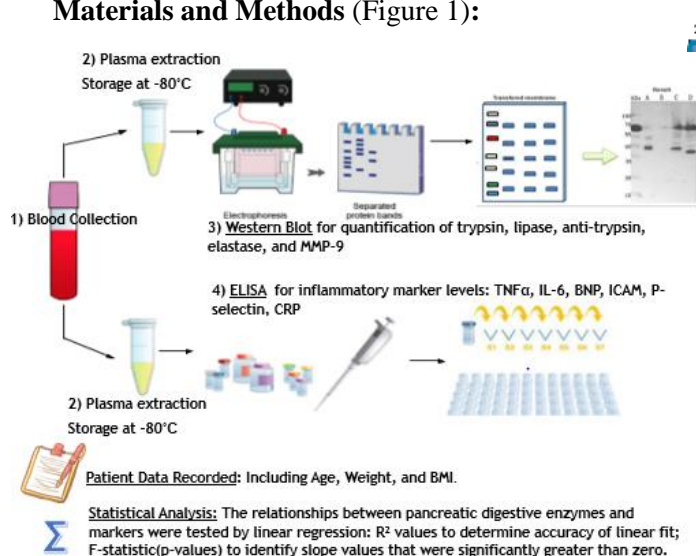 Materials and Methods (Figure 1):
2) Plasma extraction
Storage at -80°C
1) Blood Collection
Electrophoresis
Separated
protein bands
Transferred membrane
3) Western Blot for quantification of trypsin, lipase, anti-trypsin,
elastase, and MMP-9
4) ELISA for inflammatory marker levels: TNFα, IL-6, BNP, ICAM, P-
selectin, CRP
2) Plasma extraction
Storage at -80°C
Patient Data Recorded: Including Age, Weight, and BMI.
Σ
Statistical Analysis: The relationships between pancreatic digestive enzymes and
markers were tested by linear regression: R² values to determine accuracy of linear fit;
F-statistic(p-values) to identify slope values that were significantly greater than zero.